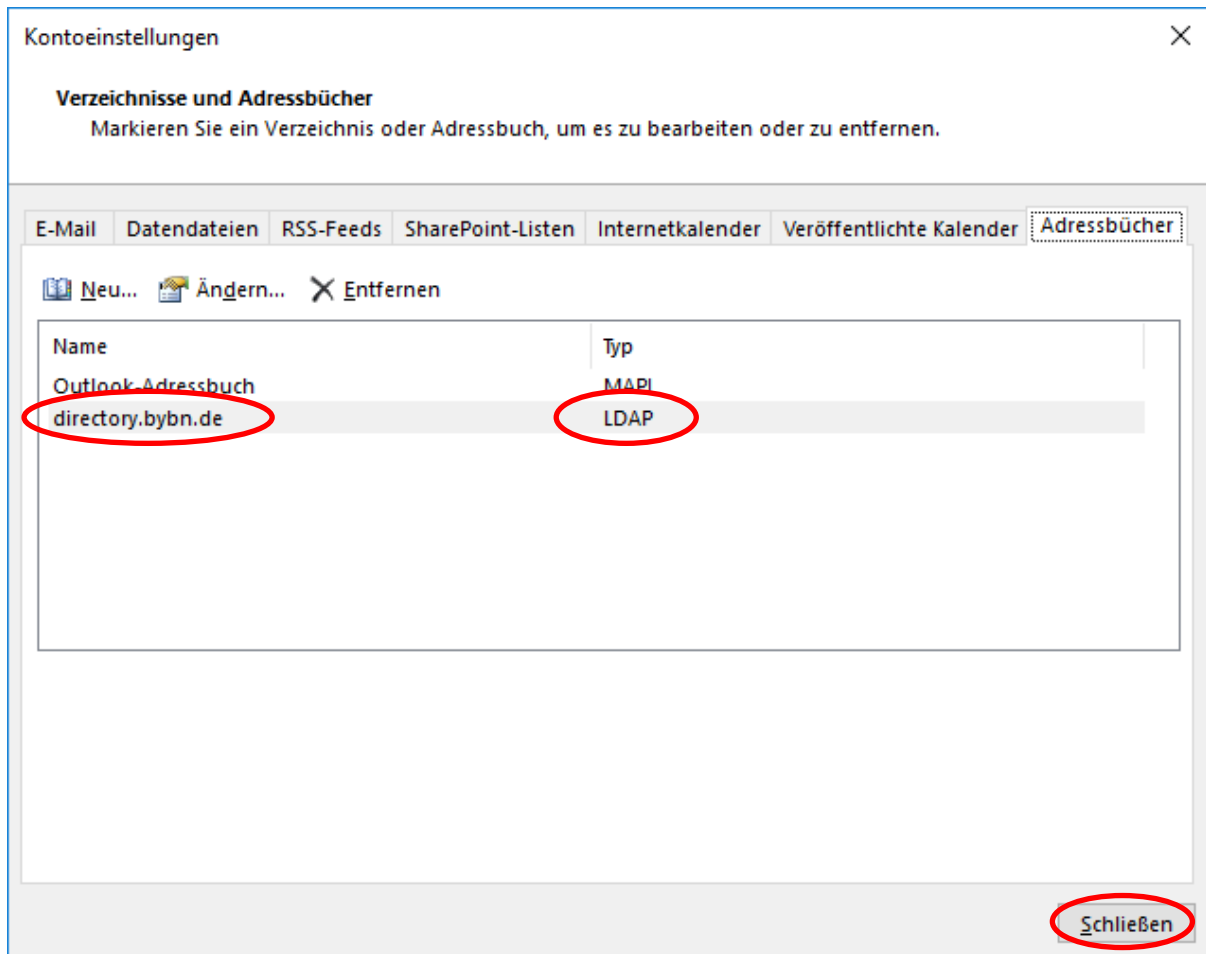 Kontoeinstellungen
Verzeichnisse und Adressbücher
Markieren Sie ein Verzeichnis oder Adressbuch, um es zu bearbeiten oder zu entfernen.
E-Mail Datendateien RSS-Feeds SharePoint-Listen Internetkalender Veröffentlichte Kalender Adressbücher
Neu... Ändern... Entfernen
Name Typ
Outlook-Adressbuch MAPI
directory.bybn.de LDAP
Schließen